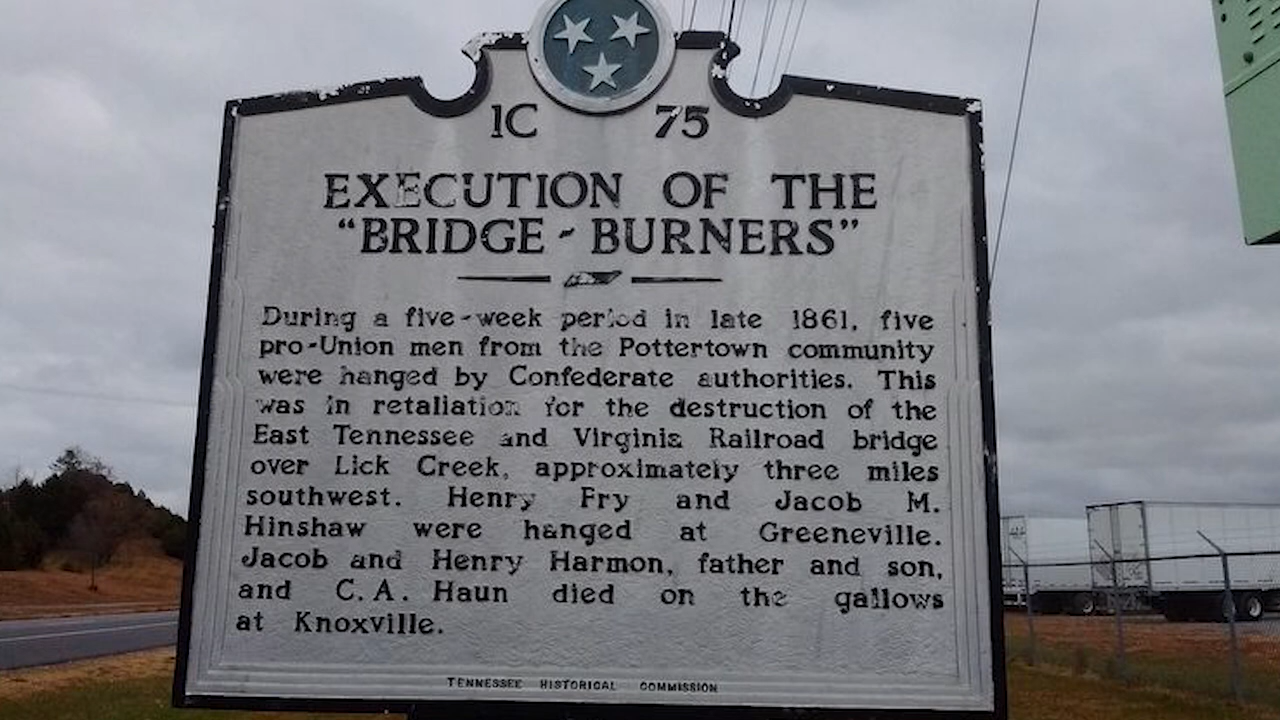 1C 75
EXECUTION OF THE
“BRIDGE-BURNERS”
During a five-week period in late 1861, five
pro-Union men from the Pottertown community
were hanged by Confederate authorities. This
was in retaliation for the destruction of the
East Tennessee and Virginia Railroad bridge
over Lick Creek, approximately three miles
southwest. Henry Fry and Jacob M.
Hinshaw were hanged at Greeneville.
Jacob and Henry Harmon, father and son,
and C.A. Haun died on the gallows
at Knoxville.
TENNESSEE HISTORICAL COMMISSION